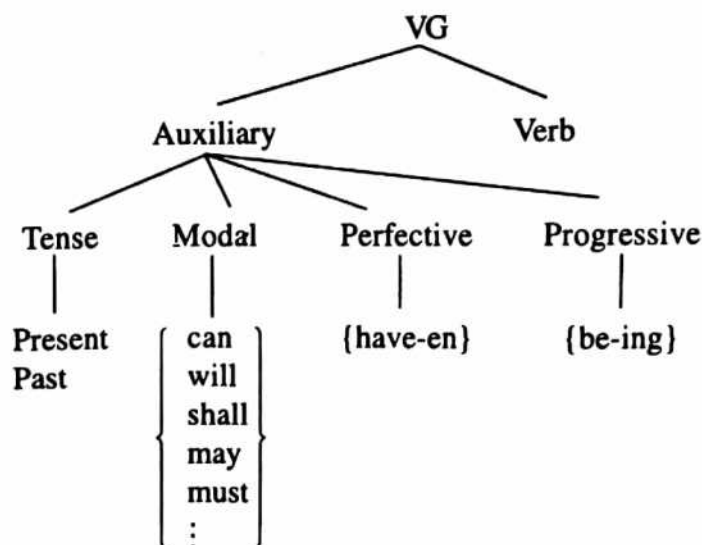 VG
Auxiliary Verb
Tense Modal Perfective Progressive
Present can {have-en} {be-ing}
Past will
shall
may
must
⋮